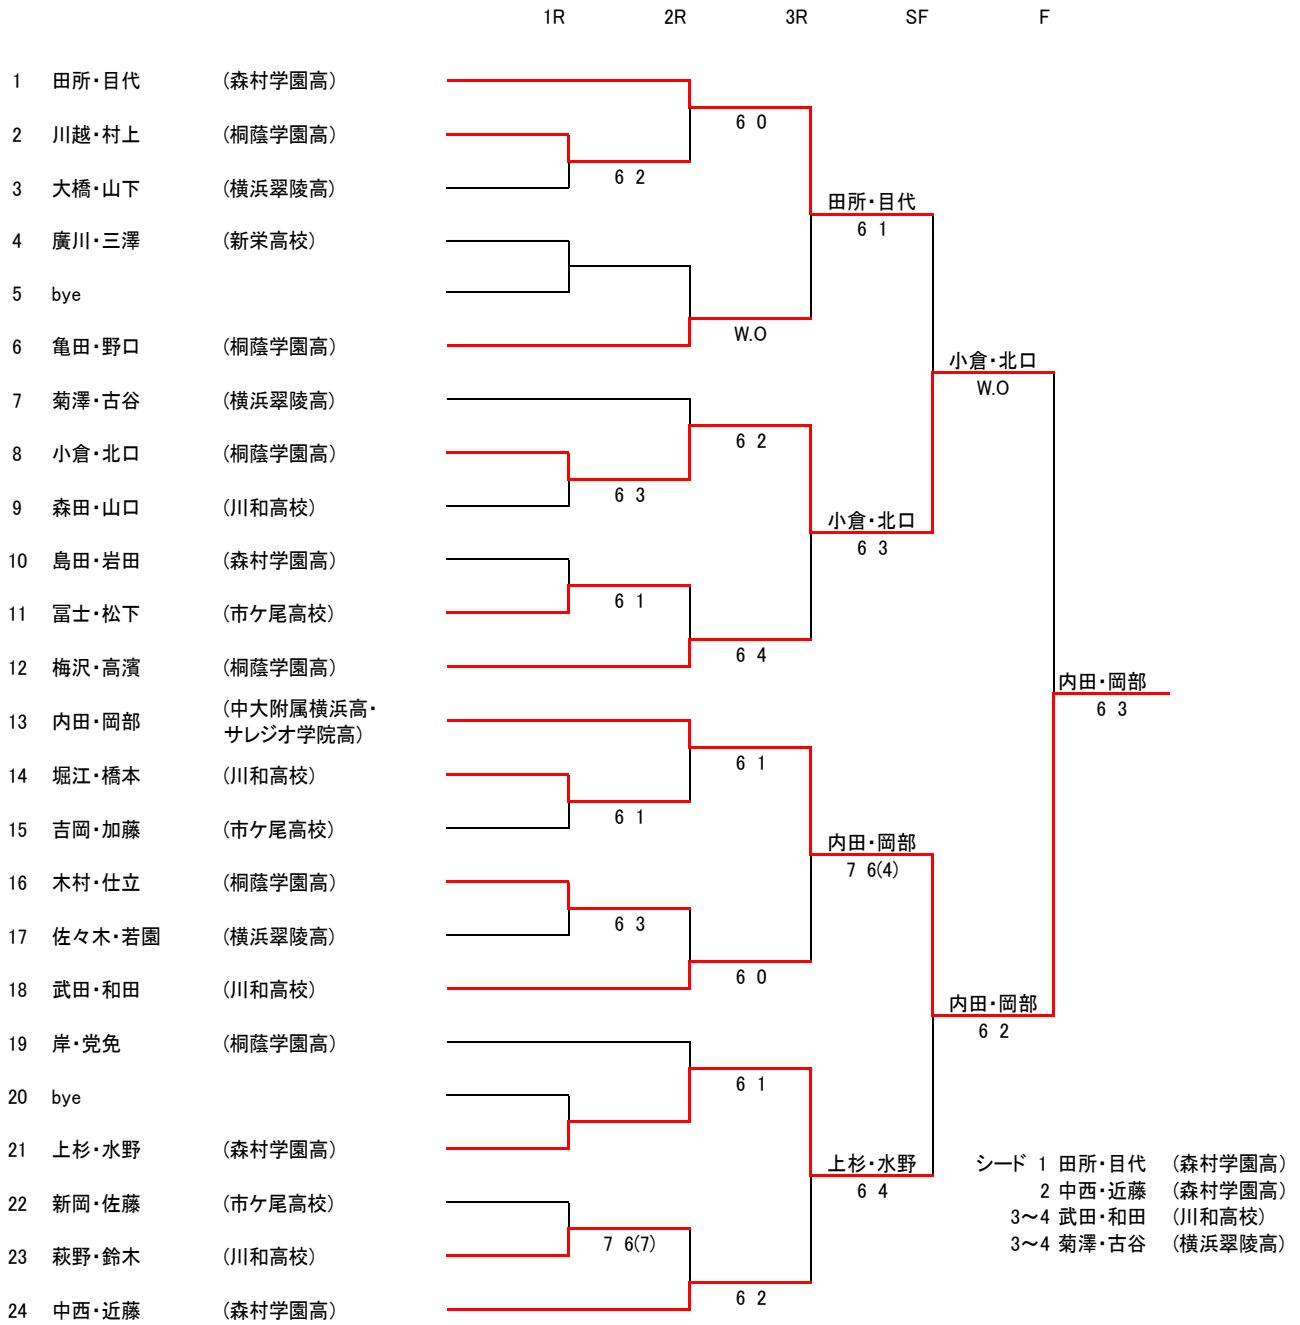 1R 2R 3R SF F
1 田所・目代 (森村学園高)
6 0
2 川越・村上 (桐蔭学園高)
6 2
3 大橋・山下 (横浜翠陵高)
田所・目代
6 1
4 廣川・三澤 (新栄高校)
5 bye
W.O
6 亀田・野口 (桐蔭学園高)
小倉・北口
W.O
7 菊澤・古谷 (横浜翠陵高)
6 2
8 小倉・北口 (桐蔭学園高)
6 3
9 森田・山口 (川和高校)
小倉・北口
6 3
10 島田・岩田 (森村学園高)
6 1
11 冨士・松下 (市ケ尾高校)
6 4
12 梅沢・高濱 (桐蔭学園高)
内田・岡部
6 3
13 内田・岡部 (中大附属横浜高・
サレジオ学院高)
6 1
14 堀江・橋本 (川和高校)
6 1
15 吉岡・加藤 (市ケ尾高校)
内田・岡部
7 6(4)
16 木村・仕立 (桐蔭学園高)
6 3
17 佐々木・若園 (横浜翠陵高)
6 0
18 武田・和田 (川和高校)
内田・岡部
6 2
19 岸・党免 (桐蔭学園高)
6 1
20 bye
21 上杉・水野 (森村学園高)
上杉・水野
6 4
シード 1 田所・目代 (森村学園高)
2 中西・近藤 (森村学園高)
3～4 武田・和田 (川和高校)
3～4 菊澤・古谷 (横浜翠陵高)
22 新岡・佐藤 (市ケ尾高校)
7 6(7)
23 萩野・鈴木 (川和高校)
6 2
24 中西・近藤 (森村学園高)